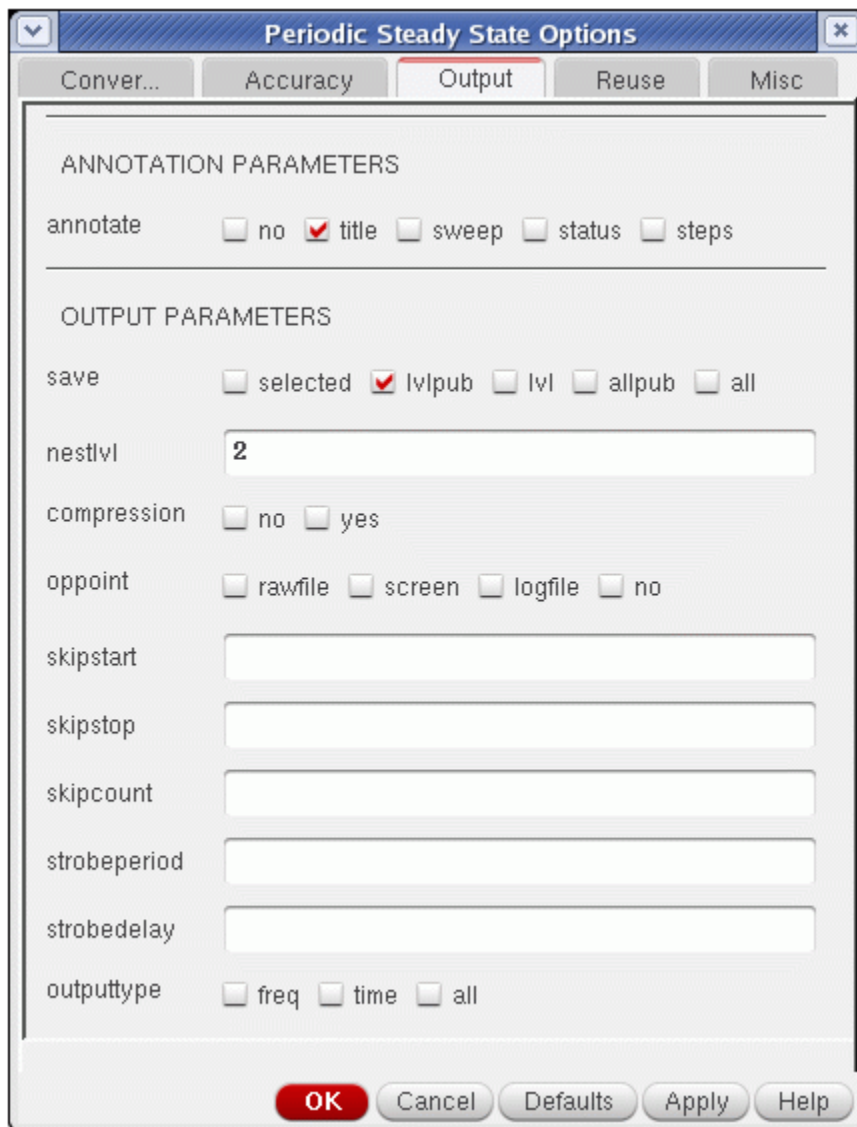 Periodic Steady State Options
Conver... Accuracy Output Reuse Misc
ANNOTATION PARAMETERS
annotate no title sweep status steps
OUTPUT PARAMETERS
save selected lvlpub lvl allpub all
nestlvl 2
compression no yes
oppoint rawfile screen logfile no
skipstart
skipstop
skipcount
strobeperiod
strobedelay
outputtype freq time all
OK Cancel Defaults Apply Help